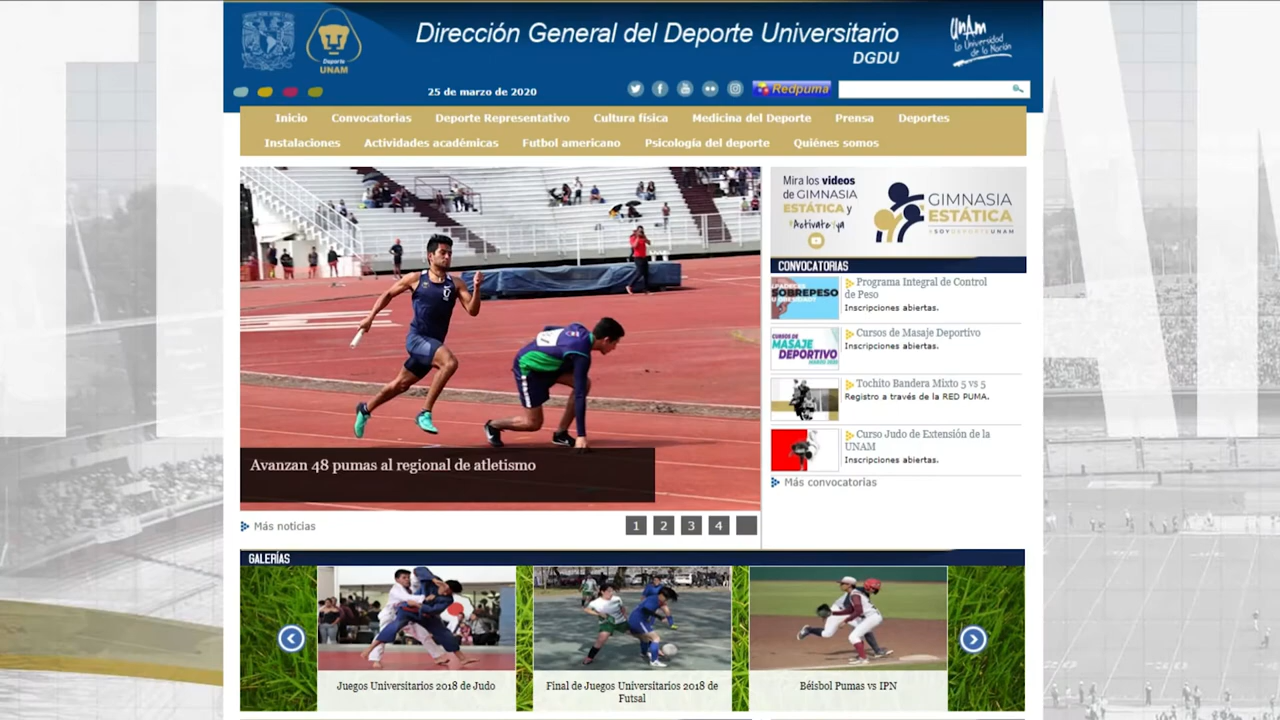 Deporte
UNAM
Dirección General del Deporte Universitario
DGDU
UNAM
La Universidad
de la Nación
25 de marzo de 2020
Redpuma
Inicio Convocatorias Deporte Representativo Cultura física Medicina del Deporte Prensa Deportes
Instalaciones Actividades académicas Futbol americano Psicología del deporte Quiénes somos
Avanzan 48 pumas al regional de atletismo
Más noticias
1 2 3 4
Mira los videos
de GIMNASIA
ESTÁTICA y
#Actívate ya
GIMNASIA
ESTÁTICA
#SOYDEPORTEUNAM
CONVOCATORIAS
SOBREPESO
Programa Integral de Control
de Peso
Inscripciones abiertas.
CURSOS DE
MASAJE
DEPORTIVO
Cursos de Masaje Deportivo
Inscripciones abiertas.
Tochito Bandera Mixto 5 vs 5
Registro a través de la RED PUMA.
Curso Judo de Extensión de la
UNAM
Inscripciones abiertas.
Más convocatorias
GALERÍAS
Juegos Universitarios 2018 de Judo
Final de Juegos Universitarios 2018 de
Futsal
Béisbol Pumas vs IPN